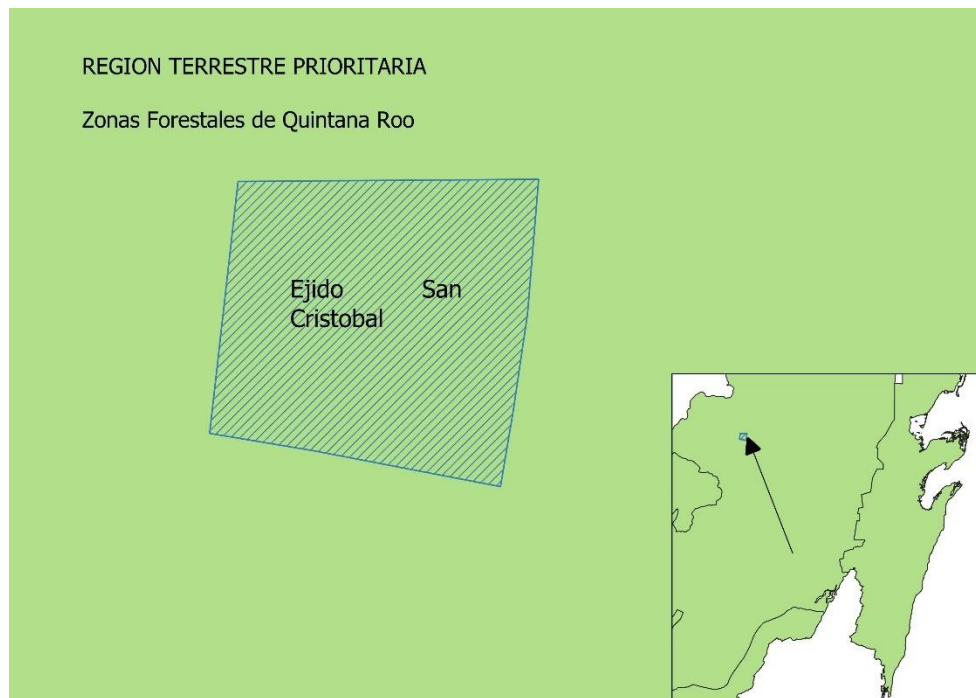 REGION TERRESTRE PRIORITARIA
Zonas Forestales de Quintana Roo
Ejido San
Cristobal